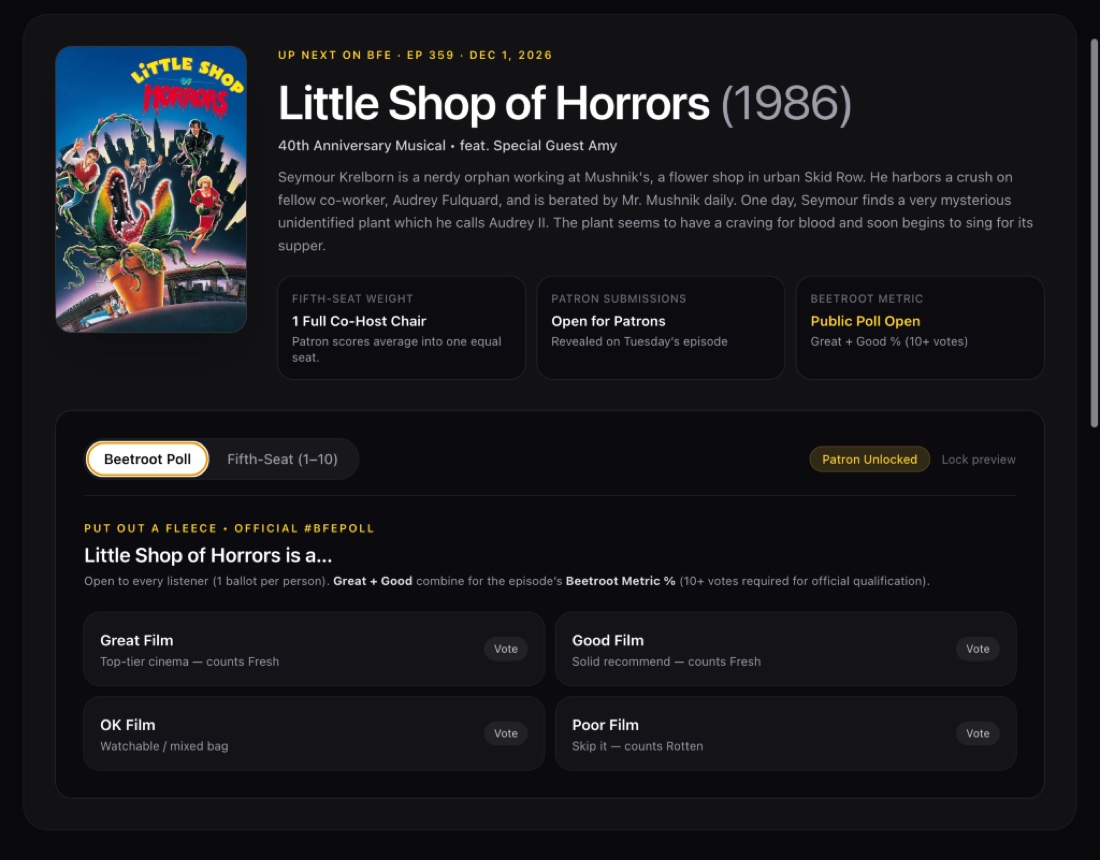 LiTTLE SHOP
OF
HORRORS
UP NEXT ON BFE · EP 359 · DEC 1, 2026
Little Shop of Horrors (1986)
40th Anniversary Musical • feat. Special Guest Amy
Seymour Krelborn is a nerdy orphan working at Mushnik's, a flower shop in urban Skid Row. He harbors a crush on
fellow co-worker, Audrey Fulquard, and is berated by Mr. Mushnik daily. One day, Seymour finds a very mysterious
unidentified plant which he calls Audrey II. The plant seems to have a craving for blood and soon begins to sing for its
supper.
FIFTH-SEAT WEIGHT
1 Full Co-Host Chair
Patron scores average into one equal
seat.
PATRON SUBMISSIONS
Open for Patrons
Revealed on Tuesday's episode
BEETROOT METRIC
Public Poll Open
Great + Good % (10+ votes)
Beetroot Poll
Fifth-Seat (1–10)
Patron Unlocked
Lock preview
PUT OUT A FLEECE • OFFICIAL #BFEPOLL
Little Shop of Horrors is a...
Open to every listener (1 ballot per person). Great + Good combine for the episode's Beetroot Metric % (10+ votes required for official qualification).
Great Film
Top-tier cinema — counts Fresh
Vote
Good Film
Solid recommend — counts Fresh
Vote
OK Film
Watchable / mixed bag
Vote
Poor Film
Skip it — counts Rotten
Vote